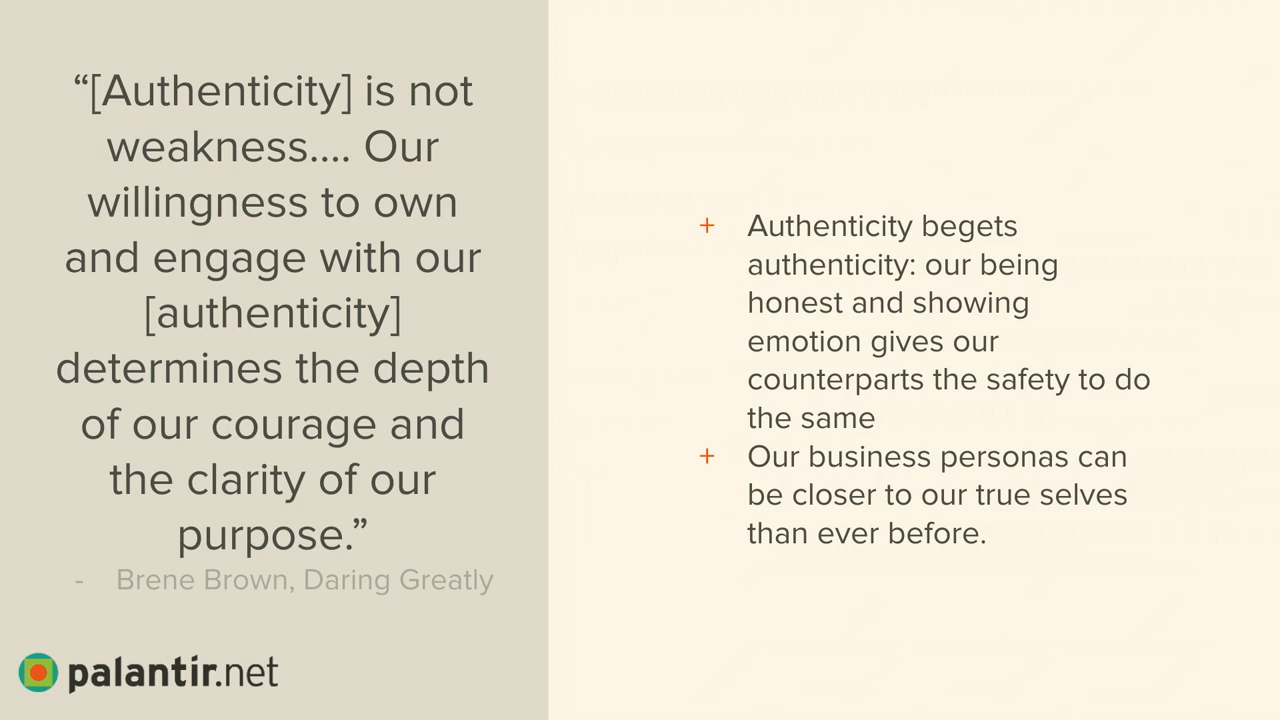 “[Authenticity] is not
weakness.... Our
willingness to own
and engage with our
[authenticity]
determines the depth
of our courage and
the clarity of our
purpose.”
- Brene Brown, Daring Greatly
palantir.net
+ Authenticity begets
authenticity: our being
honest and showing
emotion gives our
counterparts the safety to do
the same
+ Our business personas can
be closer to our true selves
than ever before.